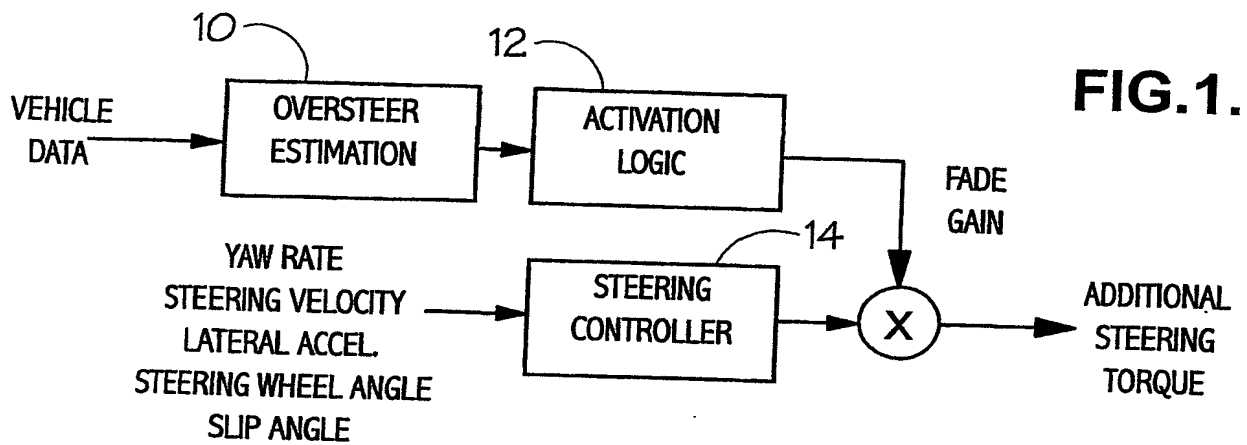 10
12
FIG.1.
VEHICLE
DATA
OVERSTEER
ESTIMATION
ACTIVATION
LOGIC
FADE
GAIN
14
YAW RATE
STEERING VELOCITY
LATERAL ACCEL.
STEERING WHEEL ANGLE
SLIP ANGLE
STEERING
CONTROLLER
X
ADDITIONAL
STEERING
TORQUE